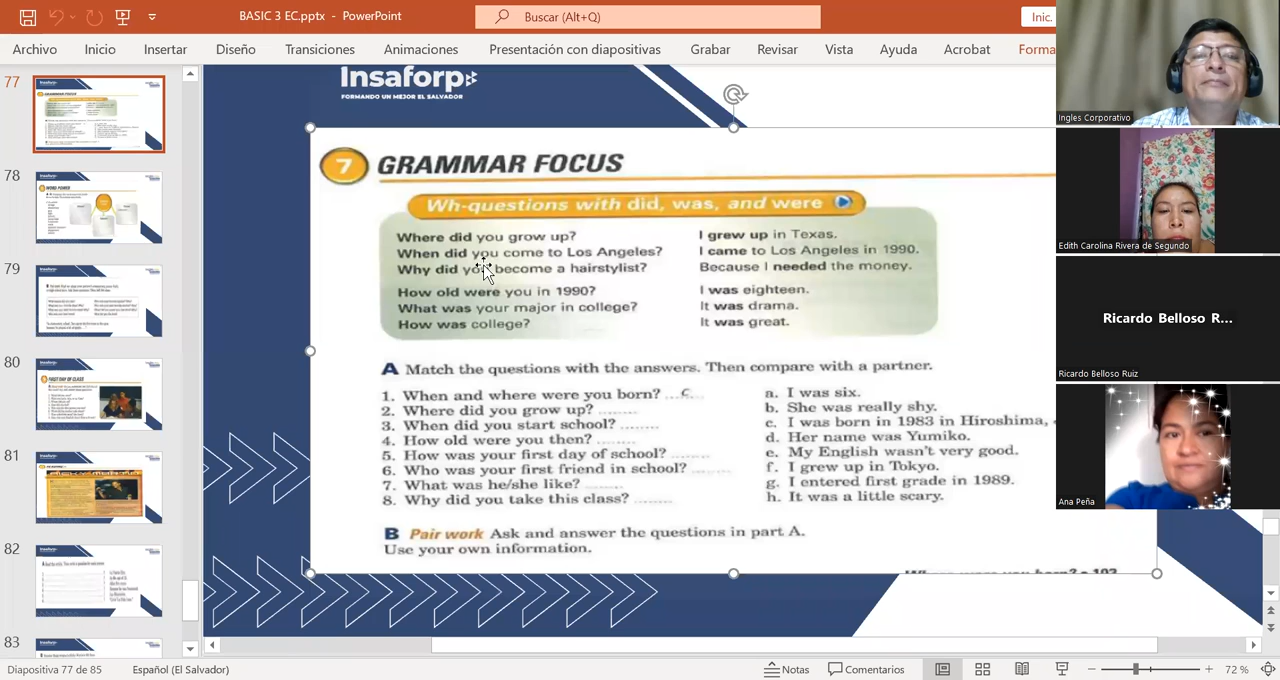 BASIC 3 EC.pptx - PowerPoint
Buscar (Alt+Q)
Inic.
Archivo Inicio Insertar Diseño Transiciones Animaciones Presentación con diapositivas Grabar Revisar Vista Ayuda Acrobat Forma
77
78
79
80
81
82
83
Insaforp
FORMANDO UN MEJOR EL SALVADOR
7 GRAMMAR FOCUS
Wh-questions with did, was, and were
Where did you grow up? I grew up in Texas.
When did you come to Los Angeles? I came to Los Angeles in 1990.
Why did you become a hairstylist? Because I needed the money.
How old were you in 1990? I was eighteen.
What was your major in college? It was drama.
How was college? It was great.
A Match the questions with the answers. Then compare with a partner.
1. When and where were you born? ...c... a. I was six.
2. Where did you grow up? ........ b. She was really shy.
3. When did you start school? ........ c. I was born in 1983 in Hiroshima,
4. How old were you then? ........ d. Her name was Yumiko.
5. How was your first day of school? ........ e. My English wasn't very good.
6. Who was your first friend in school? ........ f. I grew up in Tokyo.
7. What was he/she like? ........ g. I entered first grade in 1989.
8. Why did you take this class? ........ h. It was a little scary.
B Pair work Ask and answer the questions in part A.
Use your own information.
Ingles Corporativo
Edith Carolina Rivera de Segundo
Ricardo Belloso R...
Ricardo Belloso Ruiz
Ana Peña
Diapositiva 77 de 85 Español (El Salvador) Notas Comentarios 72 %